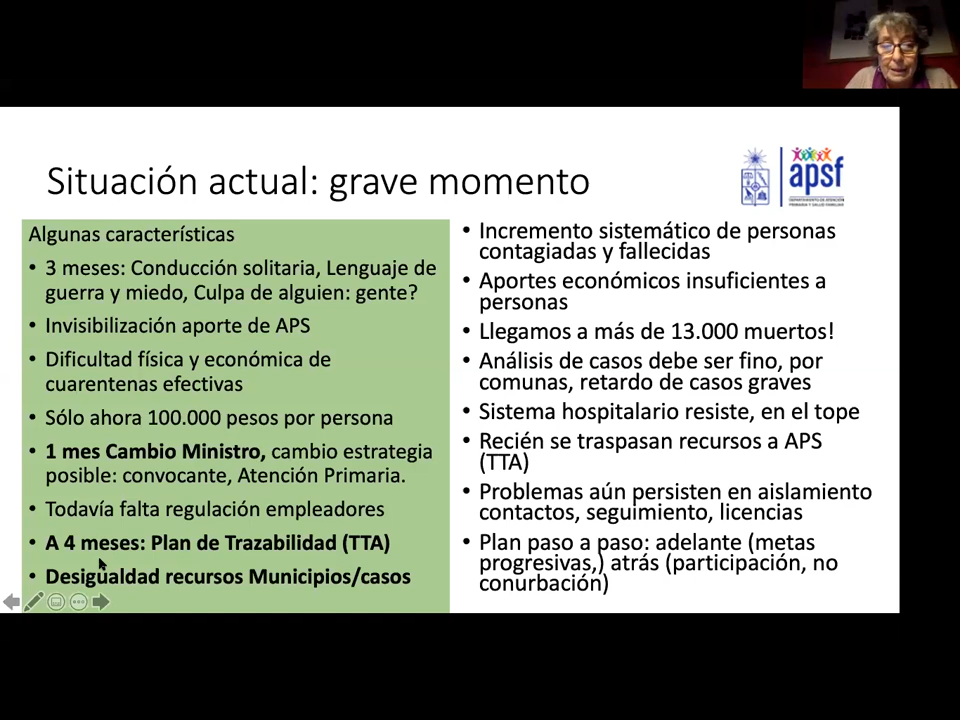 Situación actual: grave momento
apsf
DEPARTAMENTO DE ATENCIÓN
PRIMARIA Y SALUD FAMILIAR
Algunas características
• 3 meses: Conducción solitaria, Lenguaje de
guerra y miedo, Culpa de alguien: gente?
• Invisibilización aporte de APS
• Dificultad física y económica de
cuarentenas efectivas
• Sólo ahora 100.000 pesos por persona
• 1 mes Cambio Ministro, cambio estrategia
posible: convocante, Atención Primaria.
• Todavía falta regulación empleadores
• A 4 meses: Plan de Trazabilidad (TTA)
• Desigualdad recursos Municipios/casos
• Incremento sistemático de personas
contagiadas y fallecidas
• Aportes económicos insuficientes a
personas
• Llegamos a más de 13.000 muertos!
• Análisis de casos debe ser fino, por
comunas, retardo de casos graves
• Sistema hospitalario resiste, en el tope
• Recién se traspasan recursos a APS
(TTA)
• Problemas aún persisten en aislamiento
contactos, seguimiento, licencias
• Plan paso a paso: adelante (metas
progresivas,) atrás (participación, no
conurbación)